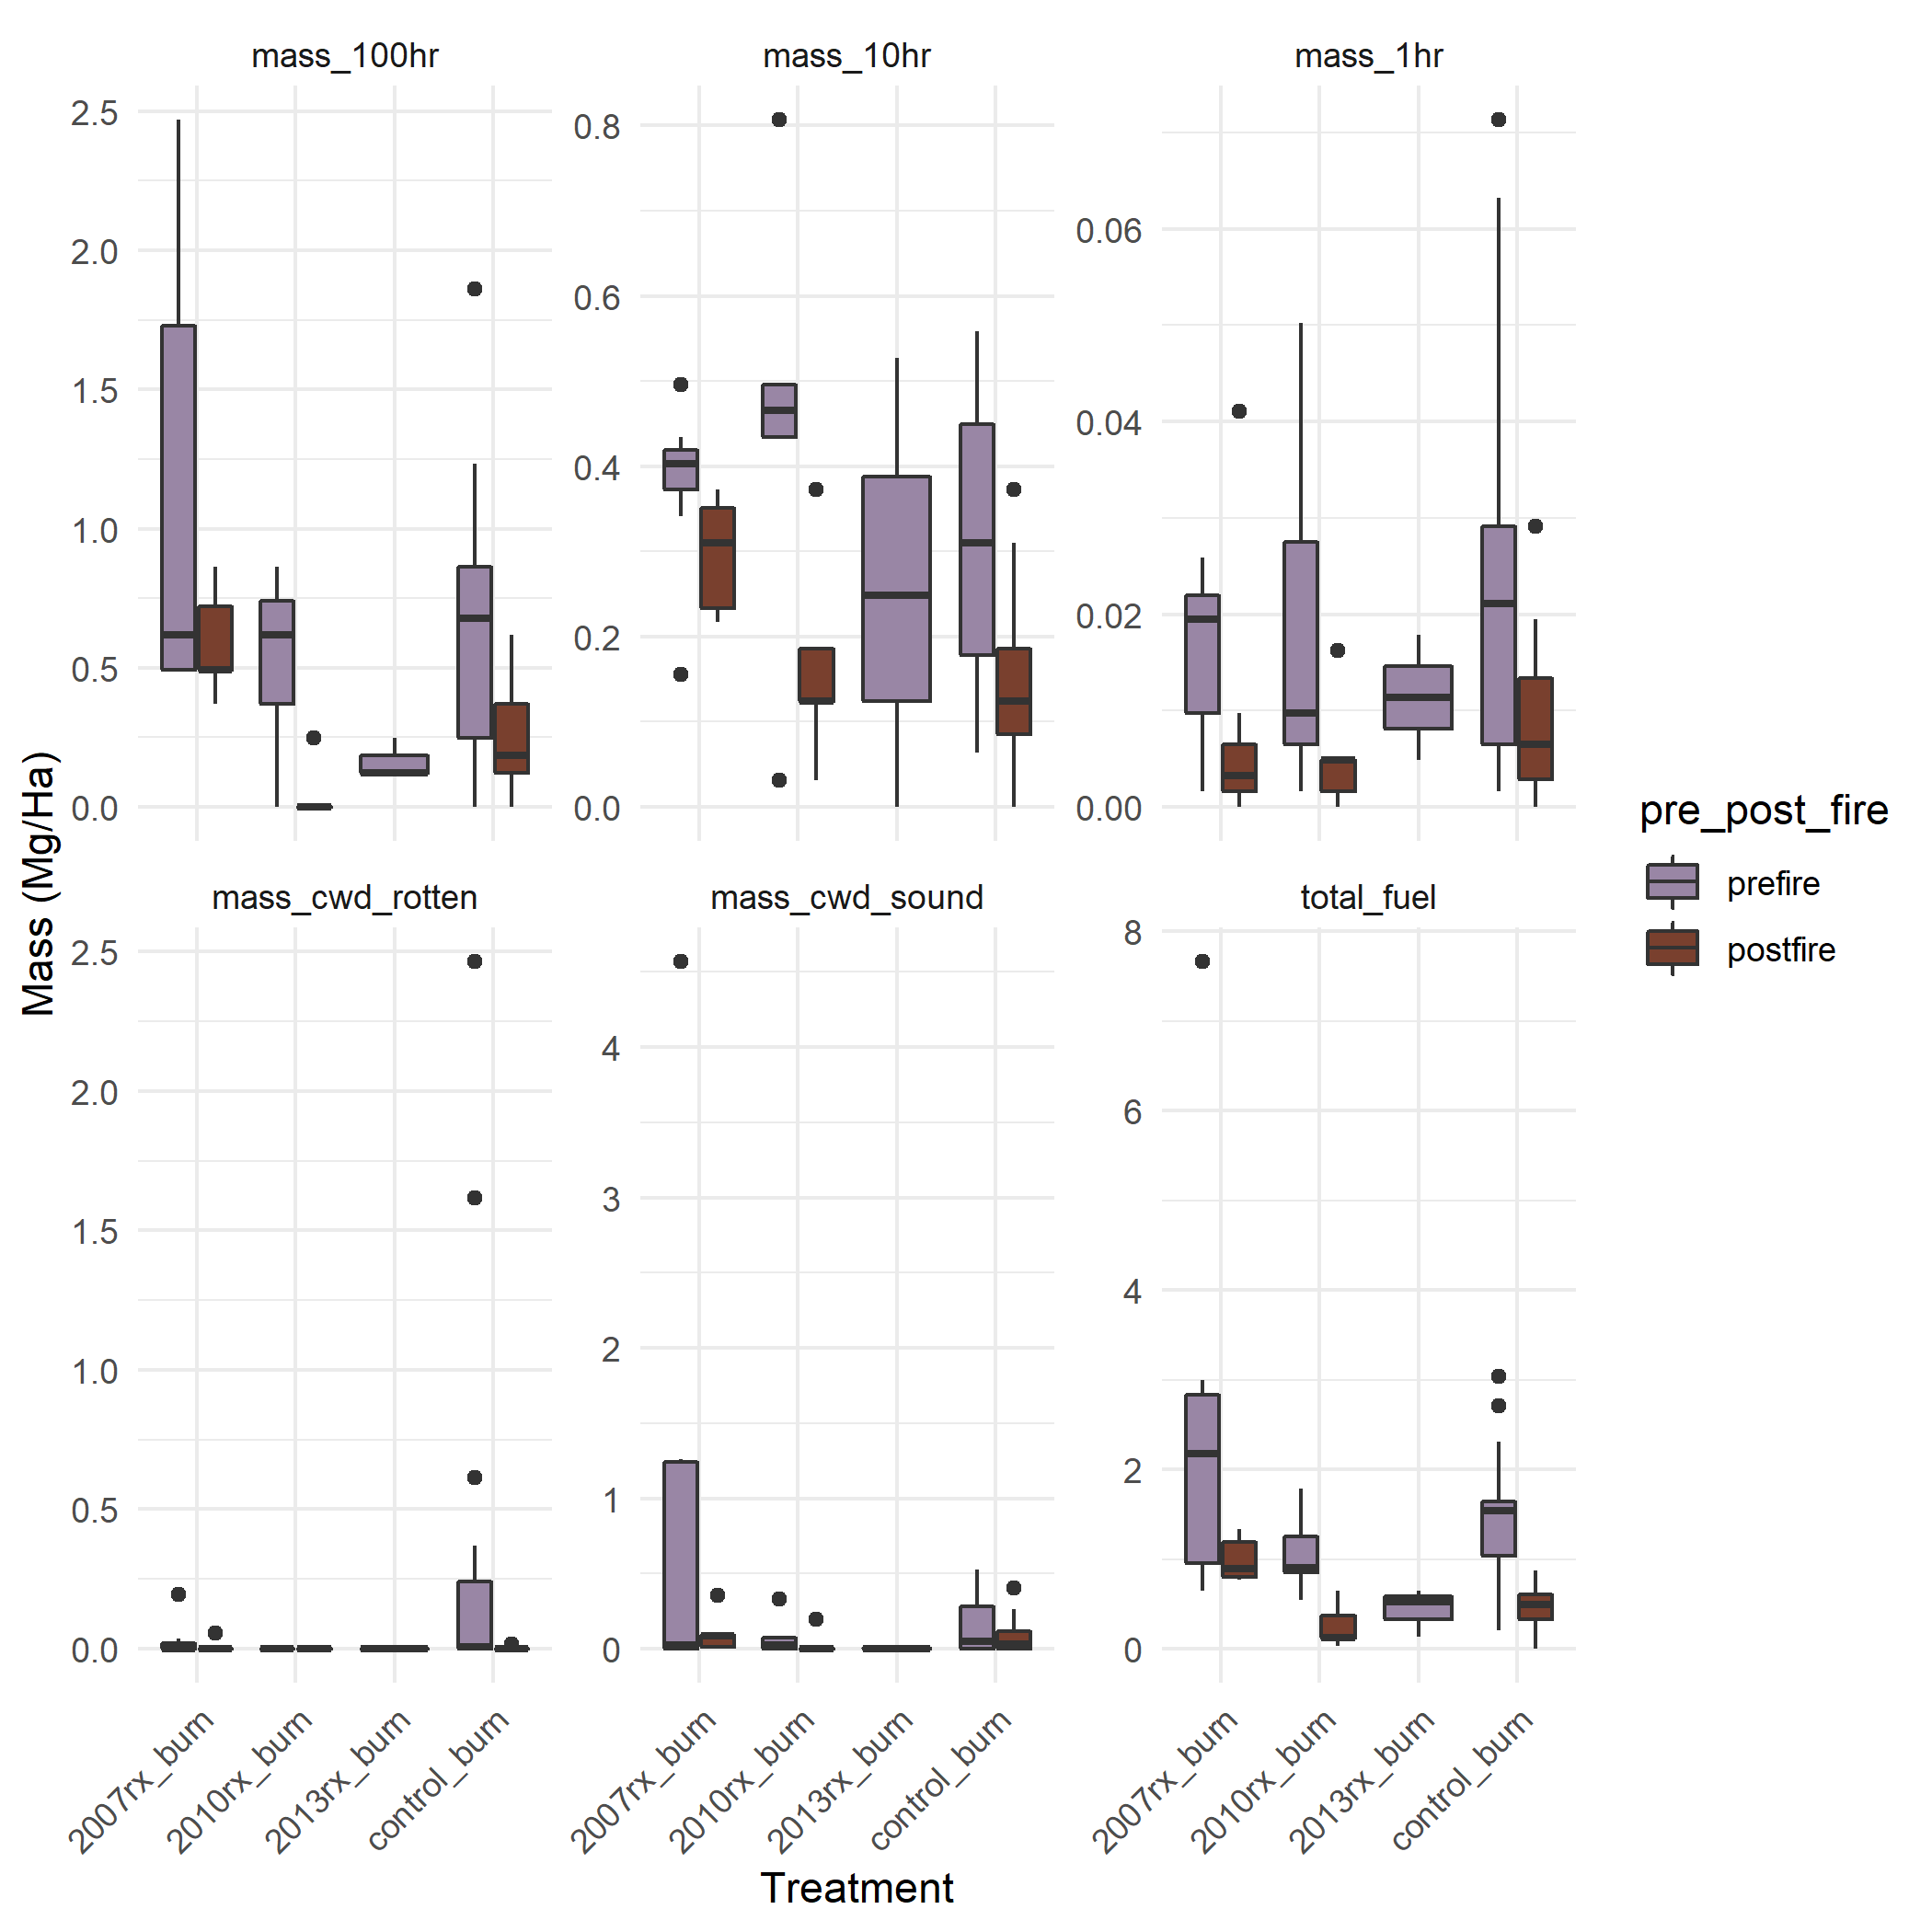 mass_100hr
mass_10hr
mass_1hr
2.5
2.0
1.5
1.0
0.5
0.0
0.8
0.6
0.4
0.2
0.0
0.06
0.04
0.02
0.00
mass_cwd_rotten
mass_cwd_sound
total_fuel
2.5
2.0
1.5
1.0
0.5
0.0
4
3
2
1
0
8
6
4
2
0
2007rx_burn
2010rx_burn
2013rx_burn
control_burn
2007rx_burn
2010rx_burn
2013rx_burn
control_burn
2007rx_burn
2010rx_burn
2013rx_burn
control_burn
Treatment
Mass (Mg/Ha)
pre_post_fire
prefire
postfire